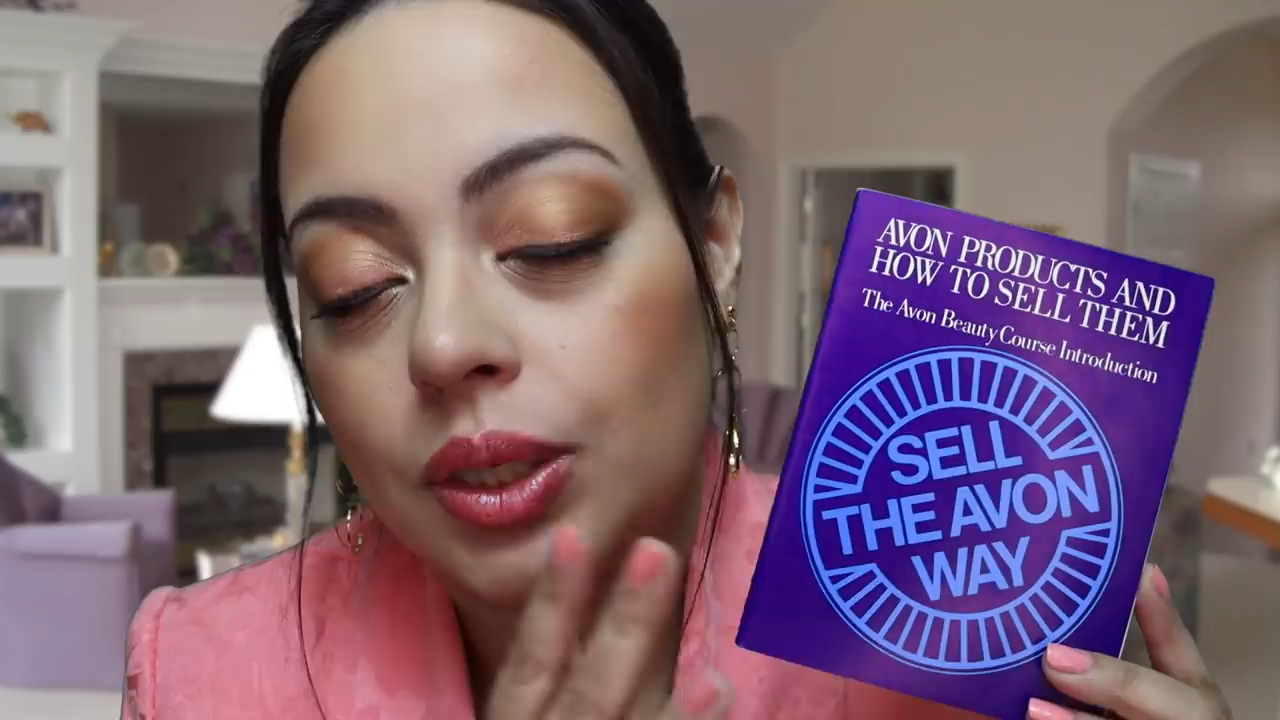 AVON PRODUCTS AND
HOW TO SELL THEM
The Avon Beauty Course Introduction
SELL
THE AVON
WAY